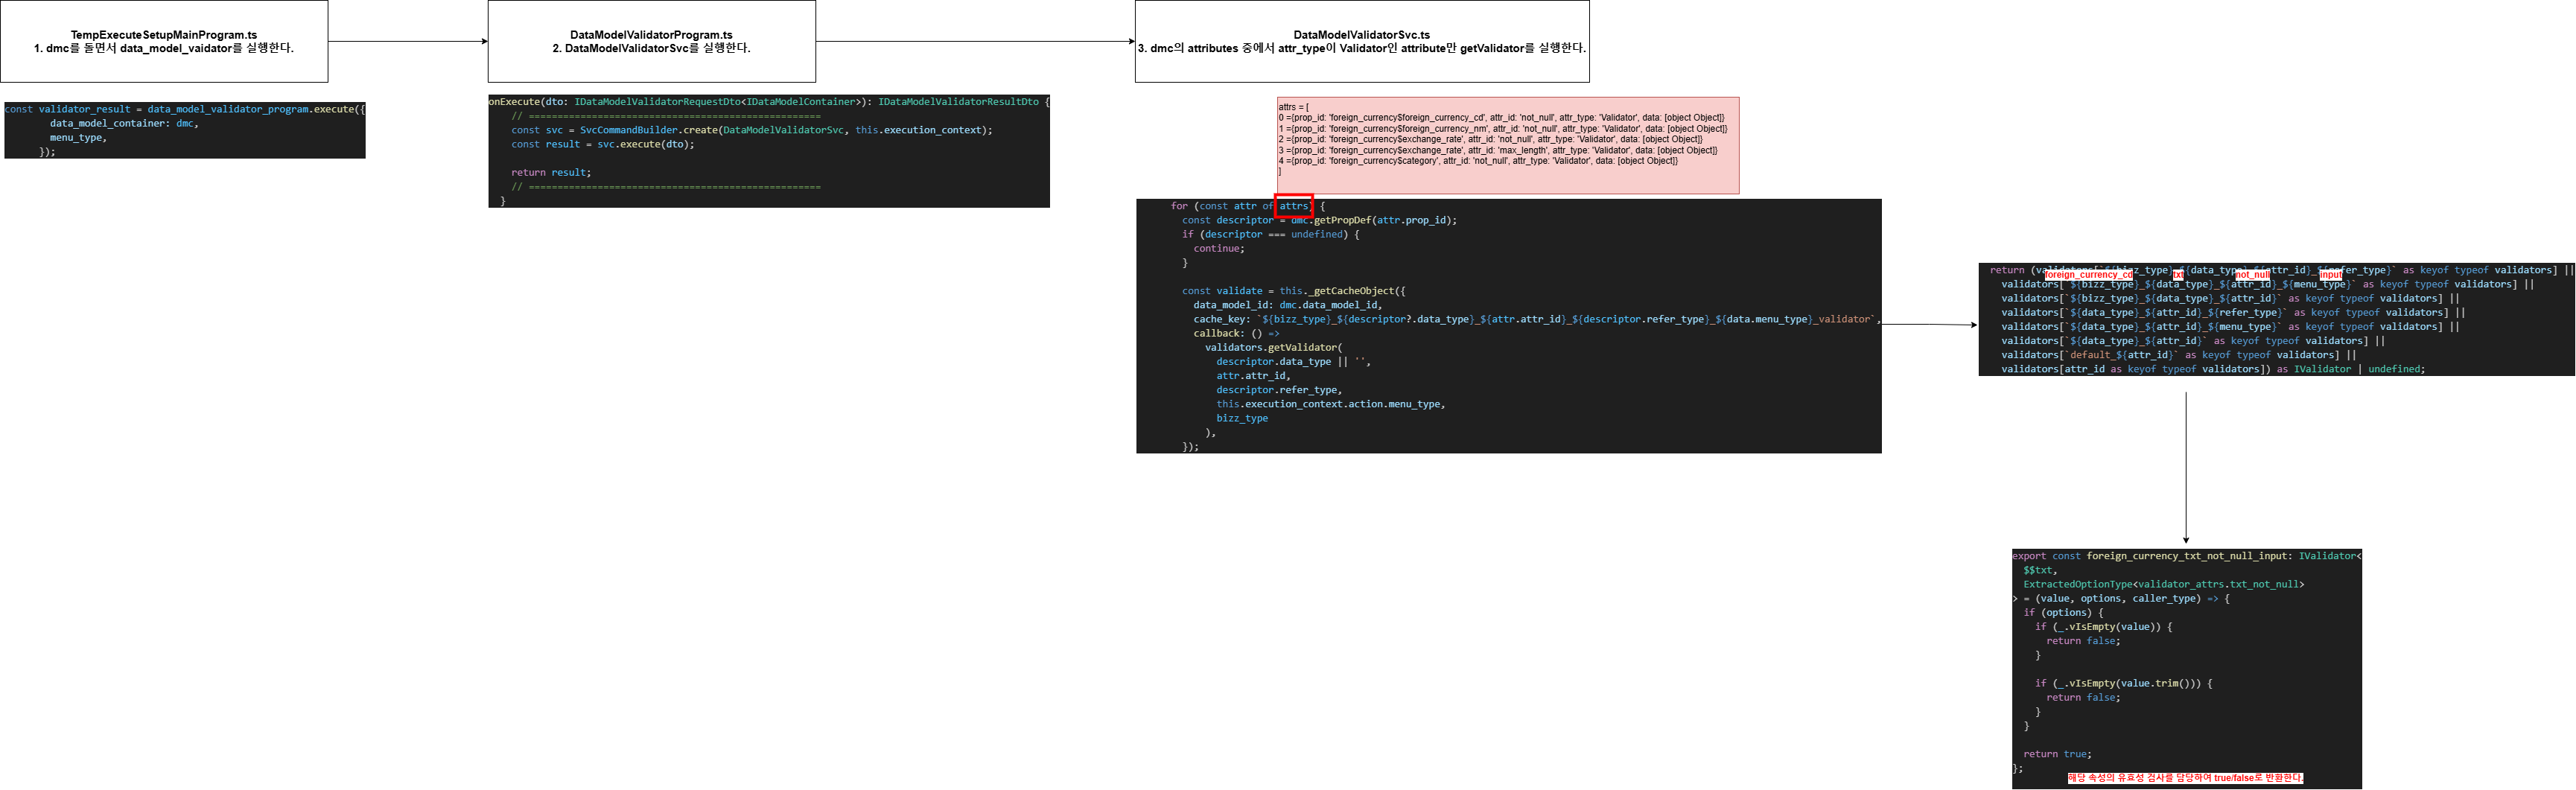 TempExecuteSetupMainProgram.ts
1. dmc를 돌면서 data_model_vaidator를 실행한다.
const validator_result = data_model_validator_program.execute({
data_model_container: dmc,
menu_type,
});
DataModelValidatorProgram.ts
2. DataModelValidatorSvc를 실행한다.
onExecute(dto: IDataModelValidatorRequestDto<IDataModelContainer>): IDataModelValidatorResultDto {
// ===================================================
const svc = SvcCommandBuilder.create(DataModelValidatorSvc, this.execution_context);
const result = svc.execute(dto);
return result;
// ===================================================
}
DataModelValidatorSvc.ts
3. dmc의 attributes 중에서 attr_type이 Validator인 attribute만 getValidator를 실행한다.
attrs = [
0 ={prop_id: 'foreign_currency$foreign_currency_cd', attr_id: 'not_null', attr_type: 'Validator', data: [object Object]}
1 ={prop_id: 'foreign_currency$foreign_currency_nm', attr_id: 'not_null', attr_type: 'Validator', data: [object Object]}
2 ={prop_id: 'foreign_currency$exchange_rate', attr_id: 'not_null', attr_type: 'Validator', data: [object Object]}
3 ={prop_id: 'foreign_currency$exchange_rate', attr_id: 'max_length', attr_type: 'Validator', data: [object Object]}
4 ={prop_id: 'foreign_currency$category', attr_id: 'not_null', attr_type: 'Validator', data: [object Object]}
]
for (const attr of attrs) {
const descriptor = dmc.getPropDef(attr.prop_id);
if (descriptor === undefined) {
continue;
}
const validate = this._getCacheObject({
data_model_id: dmc.data_model_id,
cache_key: `${bizz_type}_${descriptor?.data_type}_${attr.attr_id}_${descriptor.refer_type}_${data.menu_type}_validator`,
callback: () =>
validators.getValidator(
descriptor.data_type || '',
attr.attr_id,
descriptor.refer_type,
this.execution_context.action.menu_type,
bizz_type
),
});
return (validators[`${bizz_type}_${data_type}_${attr_id}_${refer_type}` as keyof typeof validators] ||
foreign_currency_cd txt not_null input
validators[`${bizz_type}_${data_type}_${attr_id}_${menu_type}` as keyof typeof validators] ||
validators[`${bizz_type}_${data_type}_${attr_id}` as keyof typeof validators] ||
validators[`${data_type}_${attr_id}_${refer_type}` as keyof typeof validators] ||
validators[`${data_type}_${attr_id}_${menu_type}` as keyof typeof validators] ||
validators[`${data_type}_${attr_id}` as keyof typeof validators] ||
validators[`default_${attr_id}` as keyof typeof validators] ||
validators[attr_id as keyof typeof validators]) as IValidator | undefined;
export const foreign_currency_txt_not_null_input: IValidator<
$$txt,
ExtractedOptionType<validator_attrs.txt_not_null>
> = (value, options, caller_type) => {
if (options) {
if (_.vIsEmpty(value)) {
return false;
}
if (_.vIsEmpty(value.trim())) {
return false;
}
}
return true;
};
해당 속성의 유효성 검사를 담당하여 true/false로 반환한다.